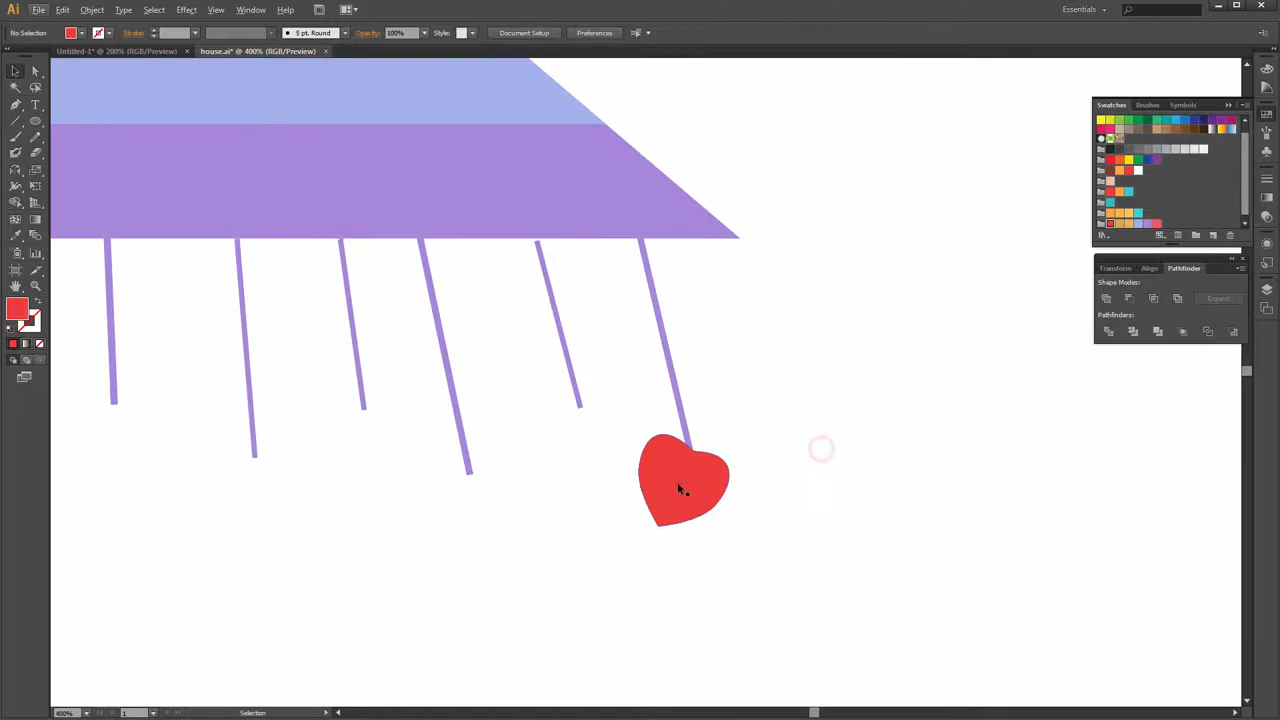 Ai File Edit Object Type Select Effect View Window Help Br Essentials
No Selection Stroke: 5 pt. Round Opacity: 100% Style: Document Setup Preferences
Untitled-1* @ 200% (RGB/Preview) × house.ai* @ 400% (RGB/Preview) ×
Swatches Brushes Symbols
Transform Align Pathfinder
Shape Modes:
Expand
Pathfinders:
400% 1 Selection